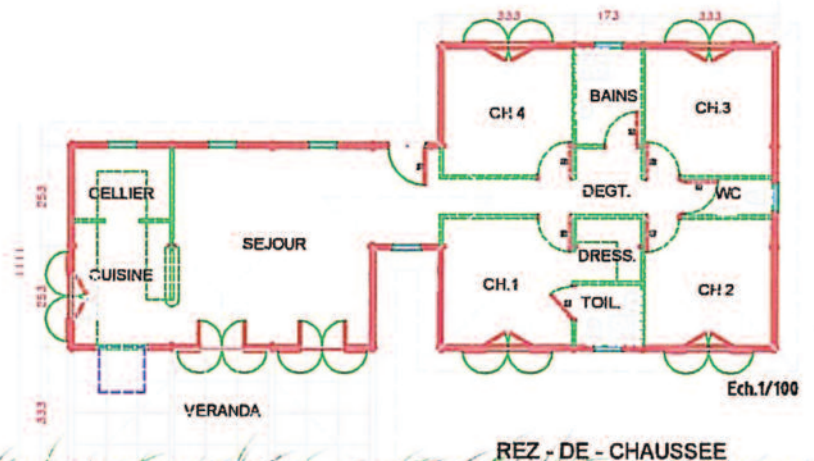 333 173 333
CH.4
BAINS
CH.3
253
CELLIER
DEGT.
WC
SEJOUR
1111
CUISINE
DRESS.
253
CH.1
TOIL.
CH.2
Ech.1/100
333
VERANDA
REZ - DE - CHAUSSEE